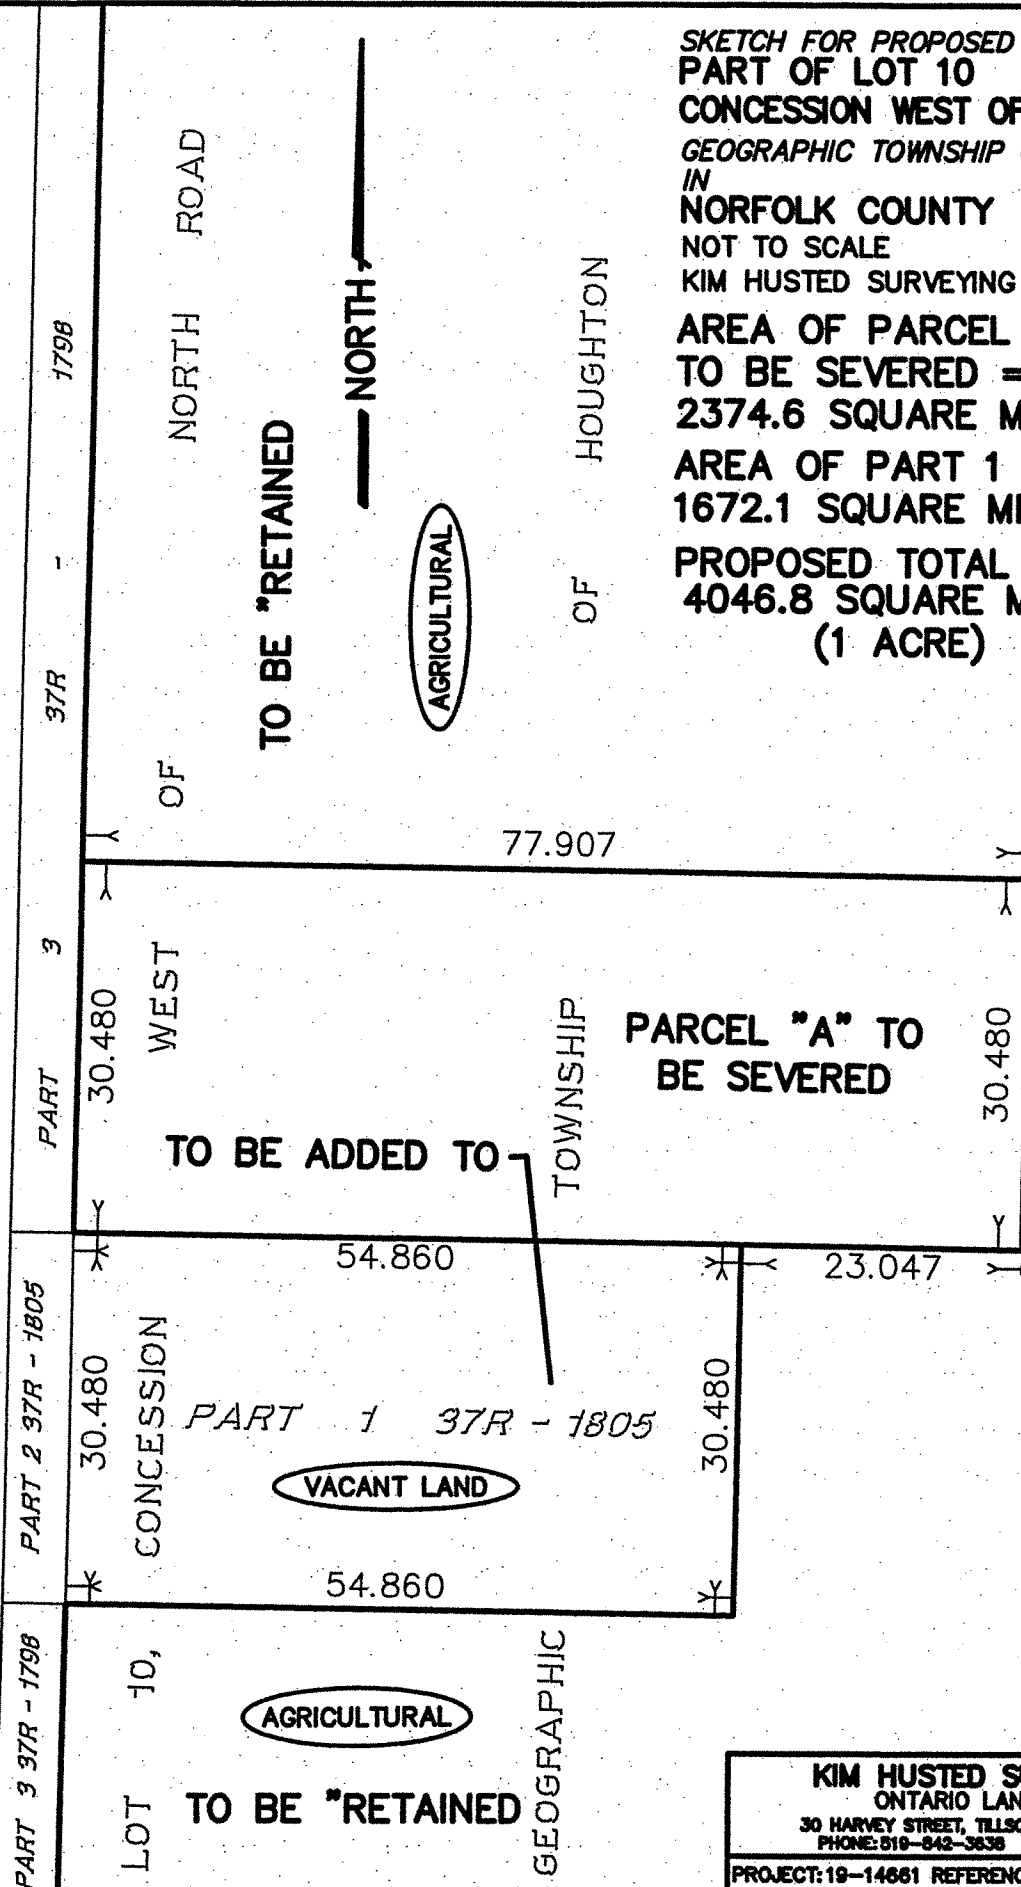 SKETCH FOR PROPOSED
PART OF LOT 10
CONCESSION WEST OF
GEOGRAPHIC TOWNSHIP
IN
NORFOLK COUNTY
NOT TO SCALE
KIM HUSTED SURVEYING
AREA OF PARCEL
TO BE SEVERED =
2374.6 SQUARE M
AREA OF PART 1
1672.1 SQUARE M
PROPOSED TOTAL
4046.8 SQUARE M
(1 ACRE)
NORTH
TO BE "RETAINED
AGRICULTURAL
LOT 10, CONCESSION WEST OF NORTH ROAD
GEOGRAPHIC TOWNSHIP OF HOUGHTON
PART 3 37R - 1798
77.907
30.480
PARCEL "A" TO
BE SEVERED
30.480
TO BE ADDED TO
54.860
23.047
PART 2 37R - 1805
30.480
PART 1 37R - 1805
30.480
VACANT LAND
54.860
PART 3 37R - 1798
AGRICULTURAL
TO BE "RETAINED
KIM HUSTED S
ONTARIO LAN
30 HARVEY STREET, TILLSO
PHONE: 519-842-3638
PROJECT: 19-14661 REFERENC